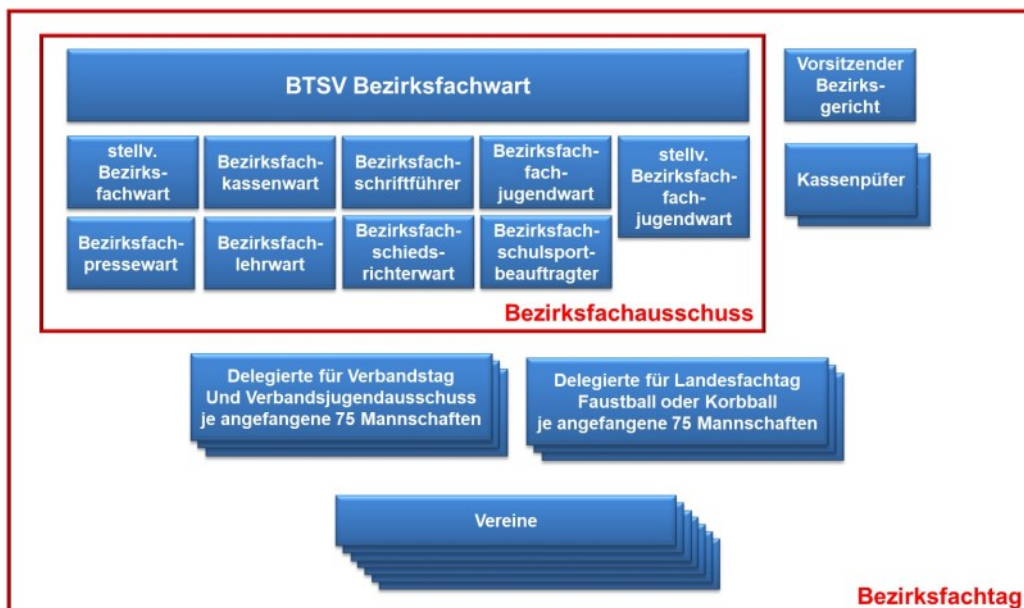 BTSV Bezirksfachwart
Vorsitzender
Bezirks-
gericht
stellv.
Bezirks-
fachwart
Bezirksfach-
kassenwart
Bezirksfach-
schriftführer
Bezirksfach-
fach-
jugendwart
stellv.
Bezirksfach-
fach-
jugendwart
Kassenpüfer
Bezirksfach-
pressewart
Bezirksfach-
lehrwart
Bezirksfach-
schieds-
richterwart
Bezirksfach-
schulsport-
beauftragter
Bezirksfachausschuss
Delegierte für Verbandstag
Und Verbandsjugendausschuss
je angefangene 75 Mannschaften
Delegierte für Landesfachtag
Faustball oder Korbball
je angefangene 75 Mannschaften
Vereine
Bezirksfachtag